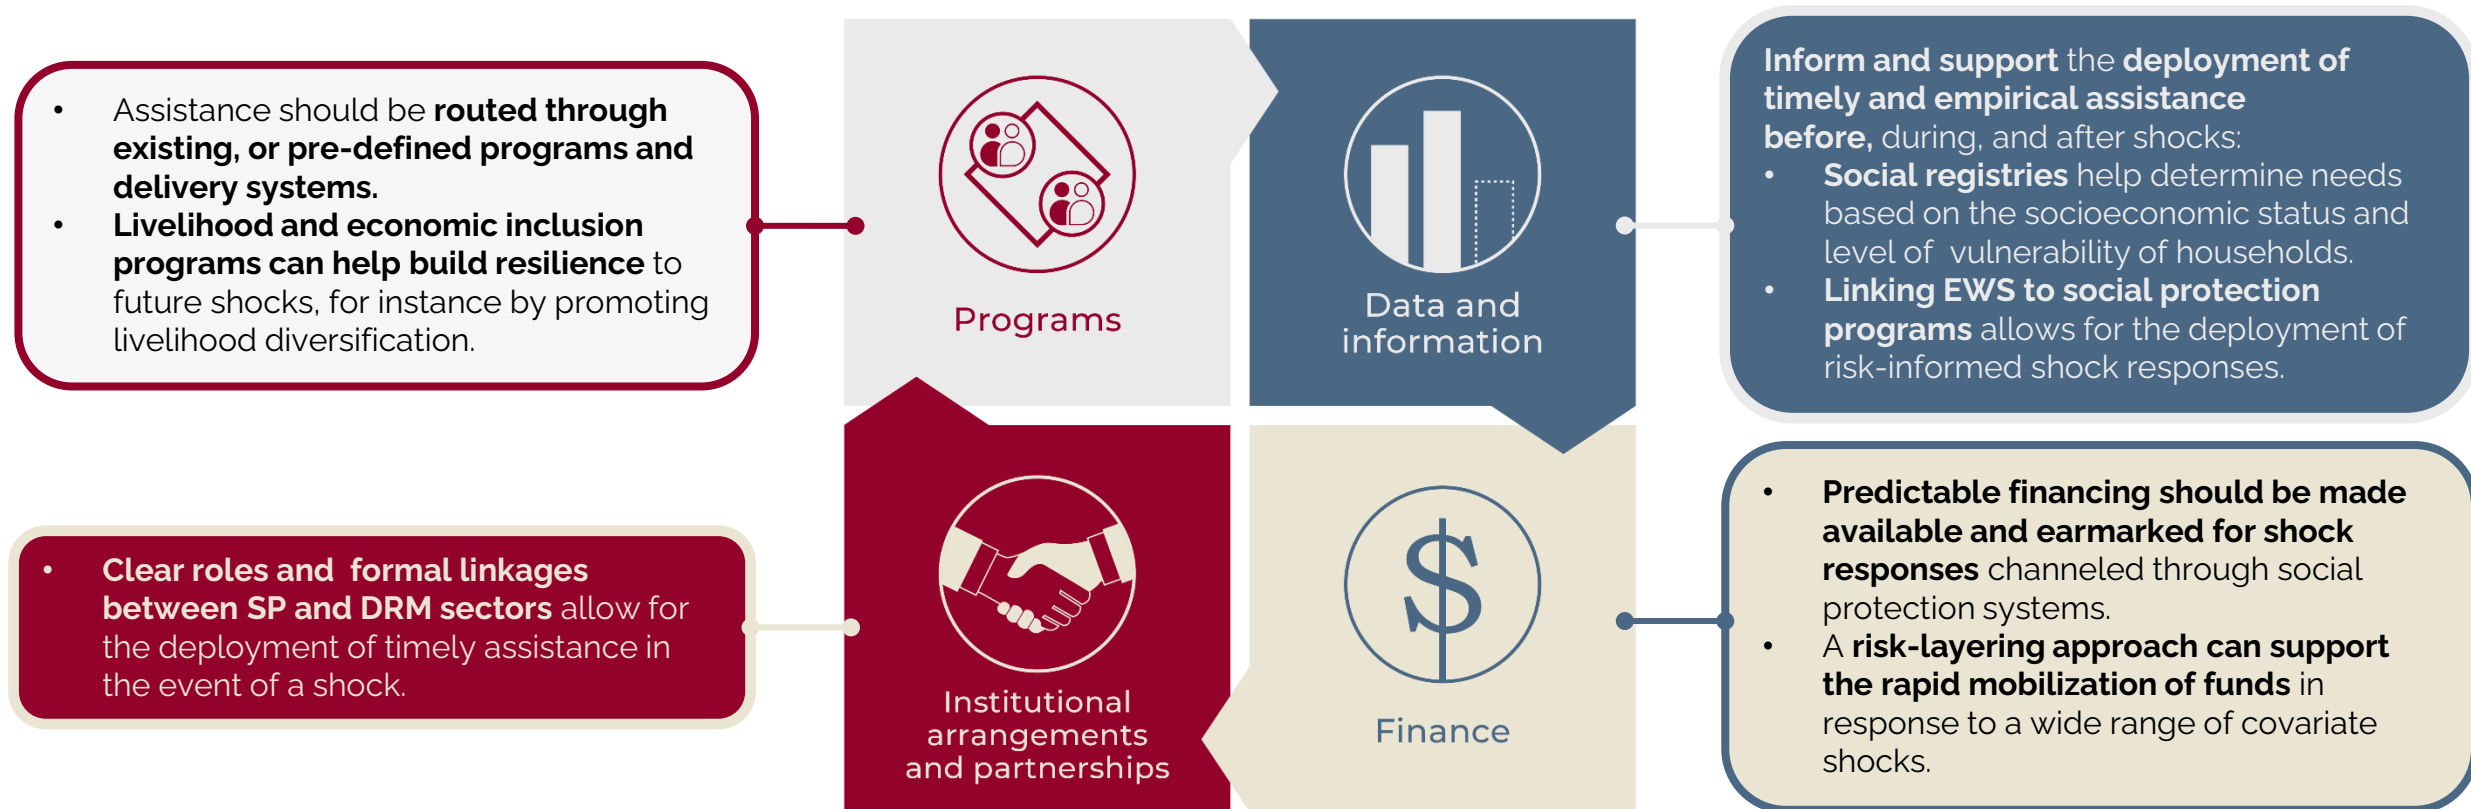 • Assistance should be routed through
existing, or pre-defined programs and
delivery systems.
• Livelihood and economic inclusion
programs can help build resilience to
future shocks, for instance by promoting
livelihood diversification.
Programs
Data and
information
Inform and support the deployment of
timely and empirical assistance
before, during, and after shocks:
• Social registries help determine needs
based on the socioeconomic status and
level of  vulnerability of households.
• Linking EWS to social protection
programs allows for the deployment of
risk-informed shock responses.
• Clear roles and  formal linkages
between SP and DRM sectors allow for
the deployment of timely assistance in
the event of a shock.
Institutional
arrangements
and partnerships
$
Finance
• Predictable financing should be made
available and earmarked for shock
responses channeled through social
protection systems.
• A risk-layering approach can support
the rapid mobilization of funds in
response to a wide range of covariate
shocks.